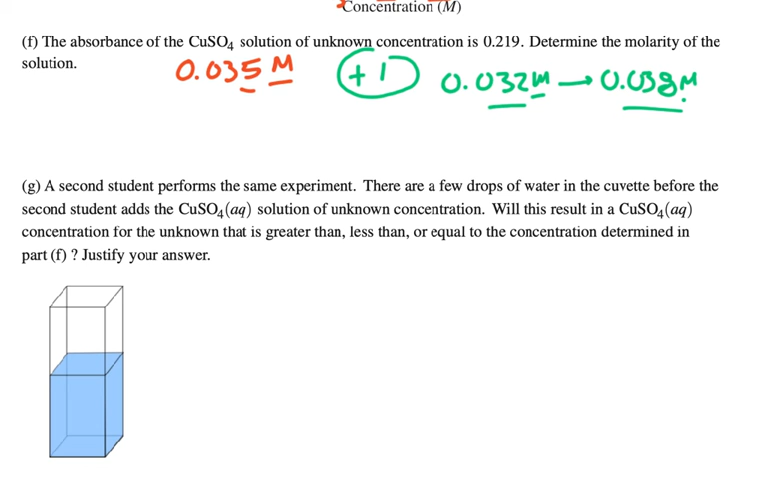 Concentration (M)
(f) The absorbance of the CuSO₄ solution of unknown concentration is 0.219. Determine the molarity of the
solution.
0.035 M
+1
0.032M → 0.038M
(g) A second student performs the same experiment. There are a few drops of water in the cuvette before the
second student adds the CuSO₄(aq) solution of unknown concentration. Will this result in a CuSO₄(aq)
concentration for the unknown that is greater than, less than, or equal to the concentration determined in
part (f) ? Justify your answer.